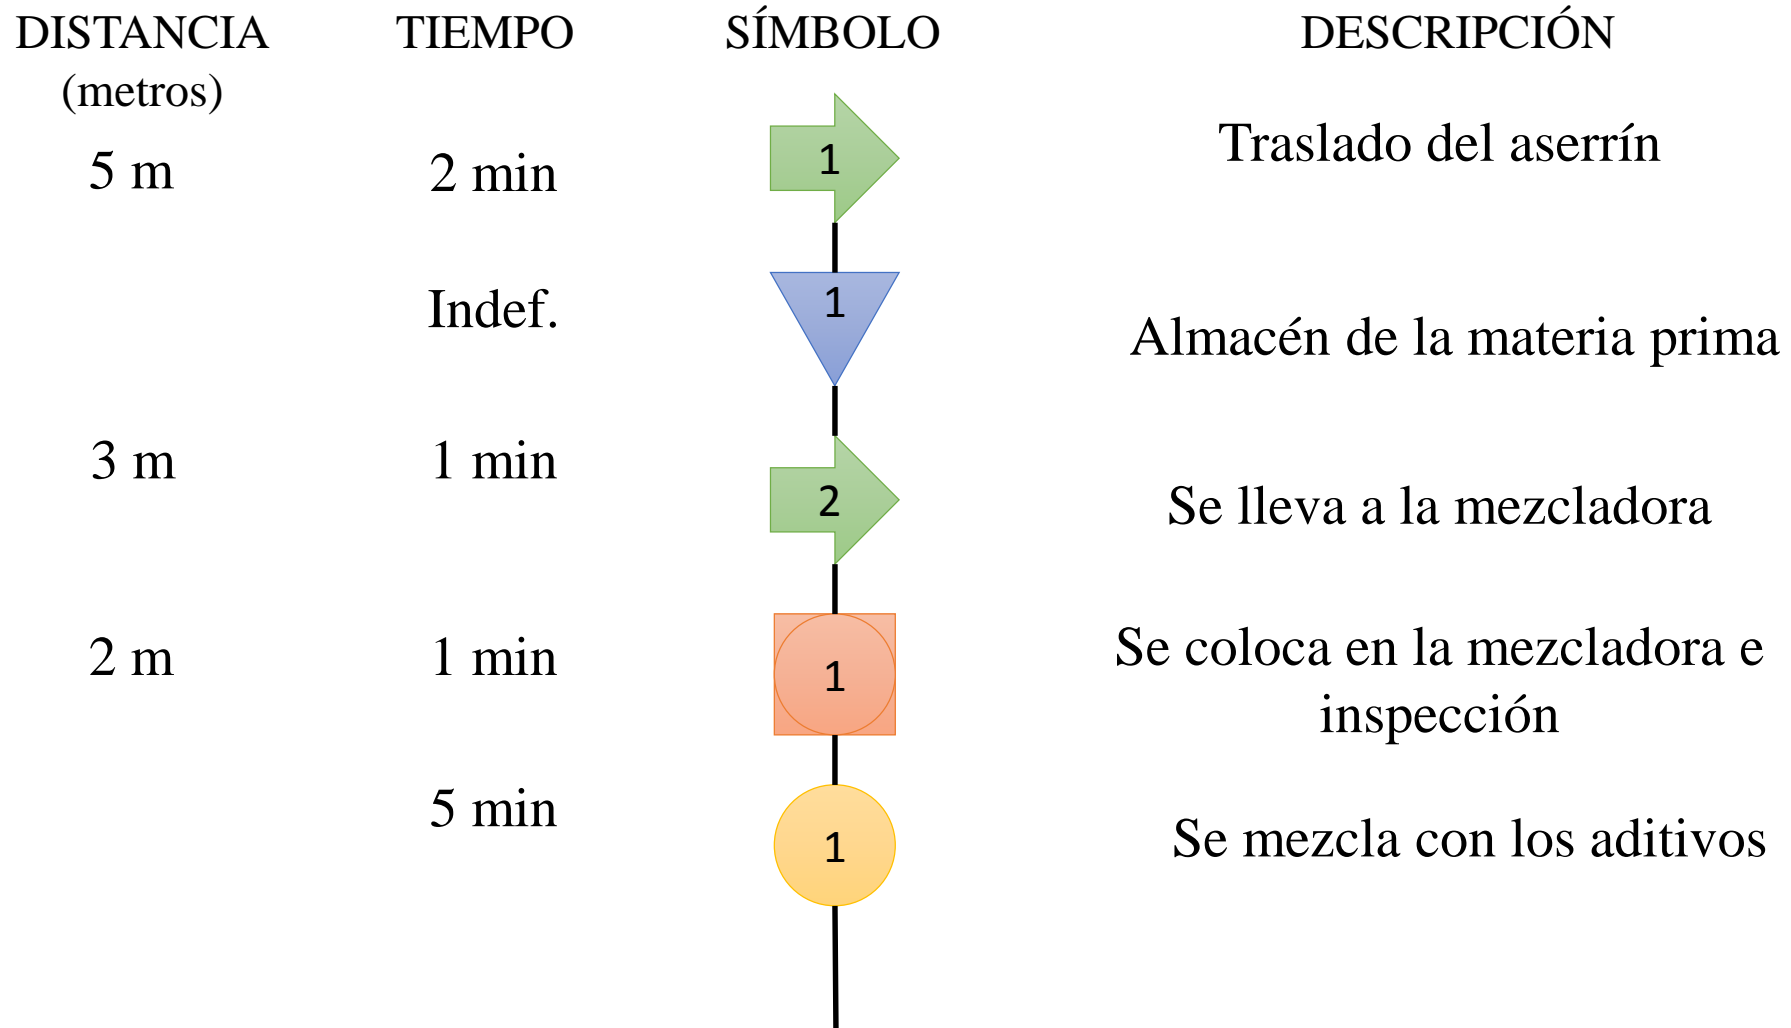 DISTANCIA TIEMPO SÍMBOLO DESCRIPCIÓN
(metros)
5 m 2 min 1 Traslado del aserrín
Indef. 1 Almacén de la materia prima
3 m 1 min 2 Se lleva a la mezcladora
2 m 1 min 1 Se coloca en la mezcladora e
inspección
5 min 1 Se mezcla con los aditivos